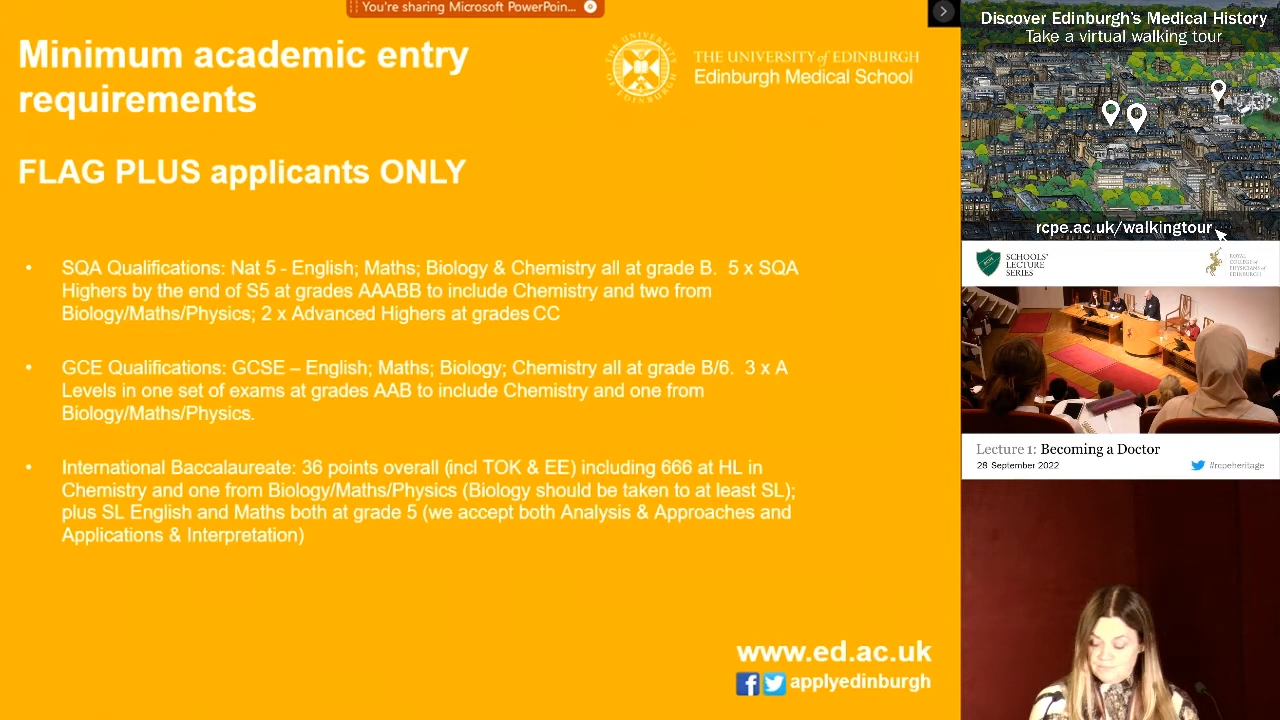 You're sharing Microsoft PowerPoin...
Minimum academic entry
requirements
FLAG PLUS applicants ONLY
THE UNIVERSITY of EDINBURGH
Edinburgh Medical School
• SQA Qualifications: Nat 5 - English; Maths; Biology & Chemistry all at grade B. 5 x SQA
Highers by the end of S5 at grades AAABB to include Chemistry and two from
Biology/Maths/Physics; 2 x Advanced Highers at grades CC
• GCE Qualifications: GCSE – English; Maths; Biology; Chemistry all at grade B/6. 3 x A
Levels in one set of exams at grades AAB to include Chemistry and one from
Biology/Maths/Physics.
• International Baccalaureate: 36 points overall (incl TOK & EE) including 666 at HL in
Chemistry and one from Biology/Maths/Physics (Biology should be taken to at least SL);
plus SL English and Maths both at grade 5 (we accept both Analysis & Approaches and
Applications & Interpretation)
www.ed.ac.uk
applyedinburgh
Discover Edinburgh's Medical History
Take a virtual walking tour
rcpe.ac.uk/walkingtour
SCHOOLS'
LECTURE
SERIES
ROYAL
COLLEGE of
PHYSICIANS of
EDINBURGH
Lecture 1: Becoming a Doctor
28 September 2022
#rcpeheritage